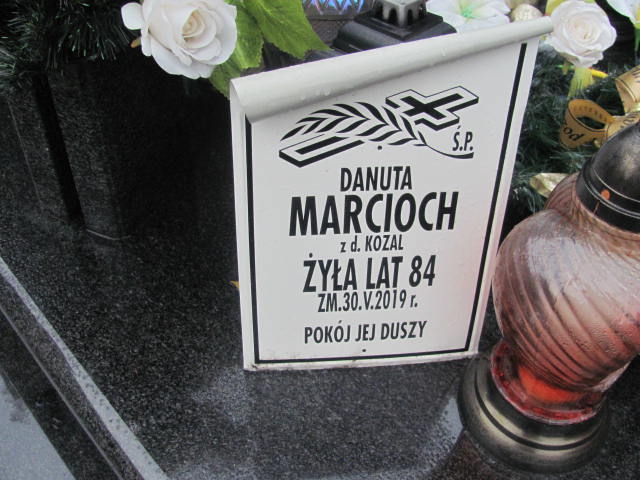 Ś.P.
DANUTA
MARCIOCH
z d. KOZAL
ŻYŁA LAT 84
ZM.30.V.2019 r.
POKÓJ JEJ DUSZY